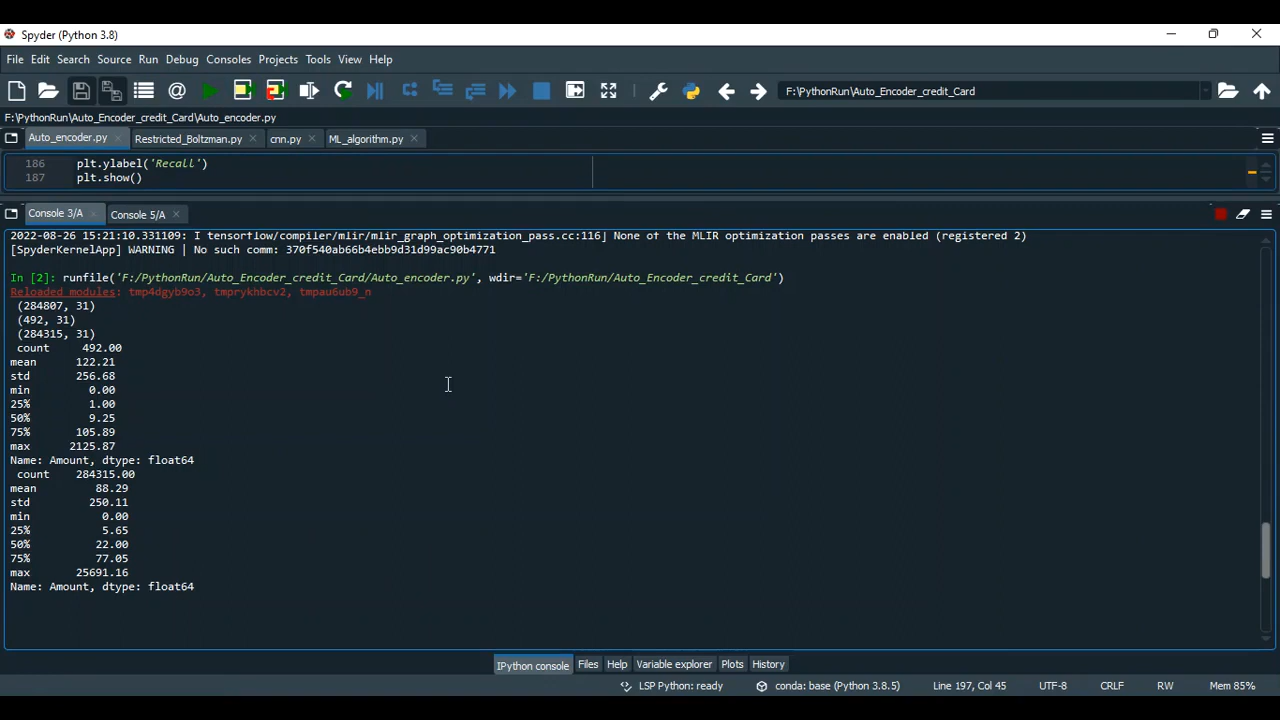 Spyder (Python 3.8)
File Edit Search Source Run Debug Consoles Projects Tools View Help
F:\PythonRun\Auto_Encoder_credit_Card
F:\PythonRun\Auto_Encoder_credit_Card\Auto_encoder.py
Auto_encoder.py Restricted_Boltzman.py cnn.py ML_algorithm.py
186 plt.ylabel('Recall')
187 plt.show()
Console 3/A Console 5/A
2022-08-26 15:21:10.331109: I tensorflow/compiler/mlir/mlir_graph_optimization_pass.cc:116] None of the MLIR optimization passes are enabled (registered 2)
[SpyderKernelApp] WARNING | No such comm: 370f540ab66b4ebb9d31d99ac90b4771
In [2]: runfile('F:/PythonRun/Auto_Encoder_credit_Card/Auto_encoder.py', wdir='F:/PythonRun/Auto_Encoder_credit_Card')
Reloaded modules: tmp4dgyb9o3, tmprykhbcv2, tmpau6ub9_n
(284807, 31)
(492, 31)
(284315, 31)
count 492.00
mean 122.21
std 256.68
min 0.00
25% 1.00
50% 9.25
75% 105.89
max 2125.87
Name: Amount, dtype: float64
count 284315.00
mean 88.29
std 250.11
min 0.00
25% 5.65
50% 22.00
75% 77.05
max 25691.16
Name: Amount, dtype: float64
IPython console Files Help Variable explorer Plots History
LSP Python: ready conda: base (Python 3.8.5) Line 197, Col 45 UTF-8 CRLF RW Mem 85%